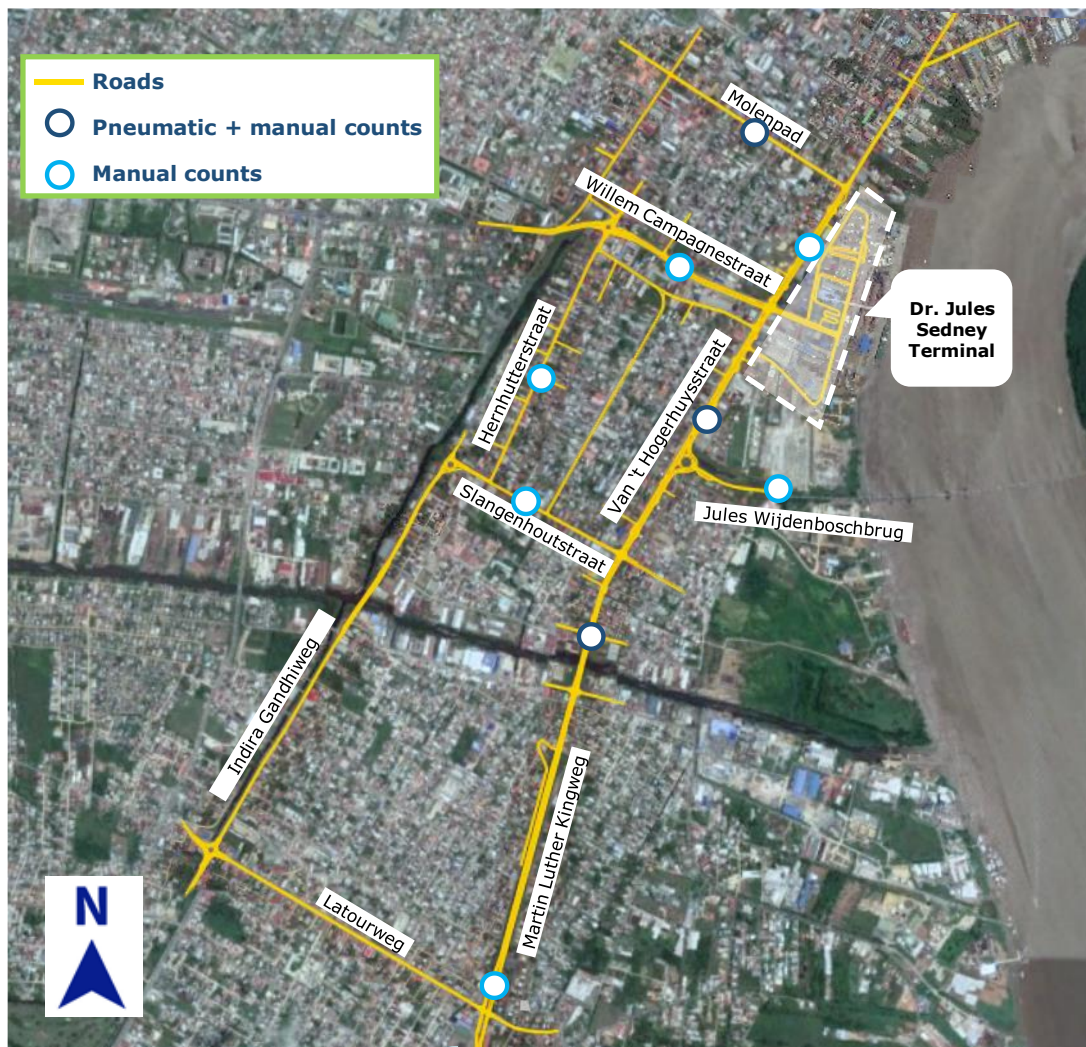 Roads
Pneumatic + manual counts
Manual counts
Molenpad
Willem Campagnestraat
Dr. Jules
Sedney
Terminal
Hernhutterstraat
Van ‘t Hogerhuysstraat
Slangenhoutstraat
Jules Wijdenboschbrug
Indira Gandhiweg
Martin Luther Kingweg
Latourweg
N